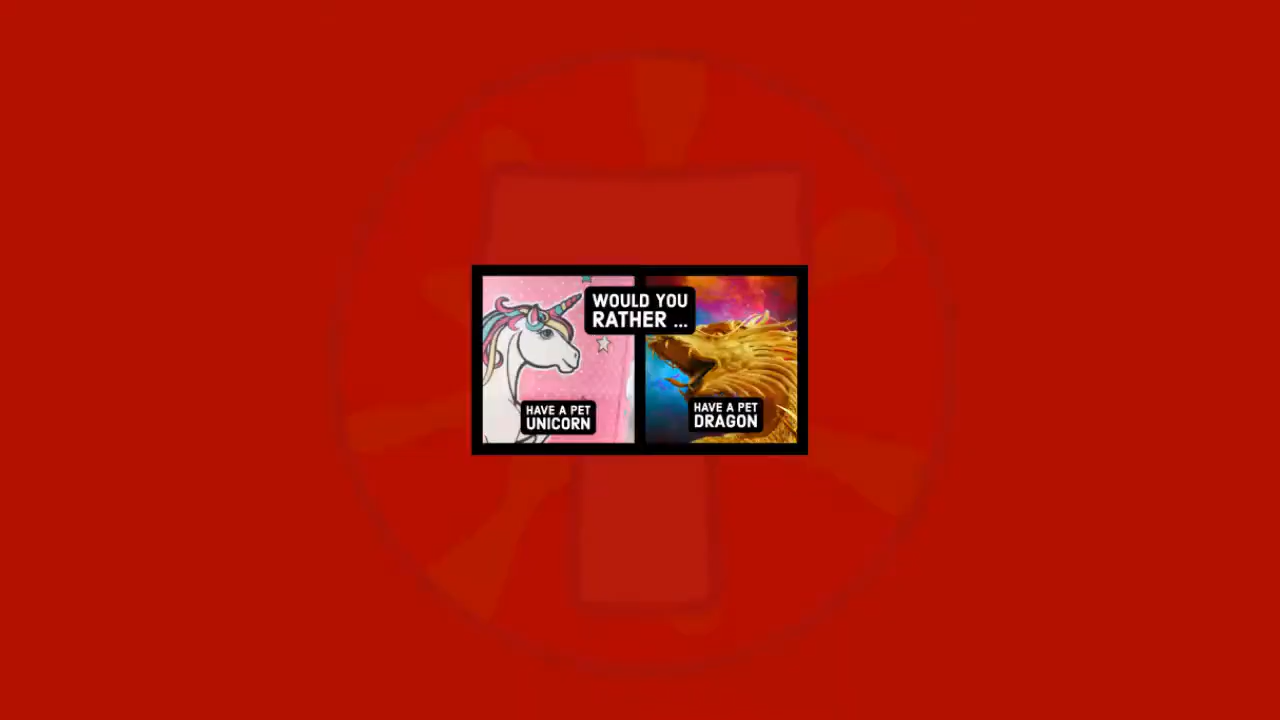 WOULD YOU
RATHER ...
HAVE A PET
UNICORN
HAVE A PET
DRAGON